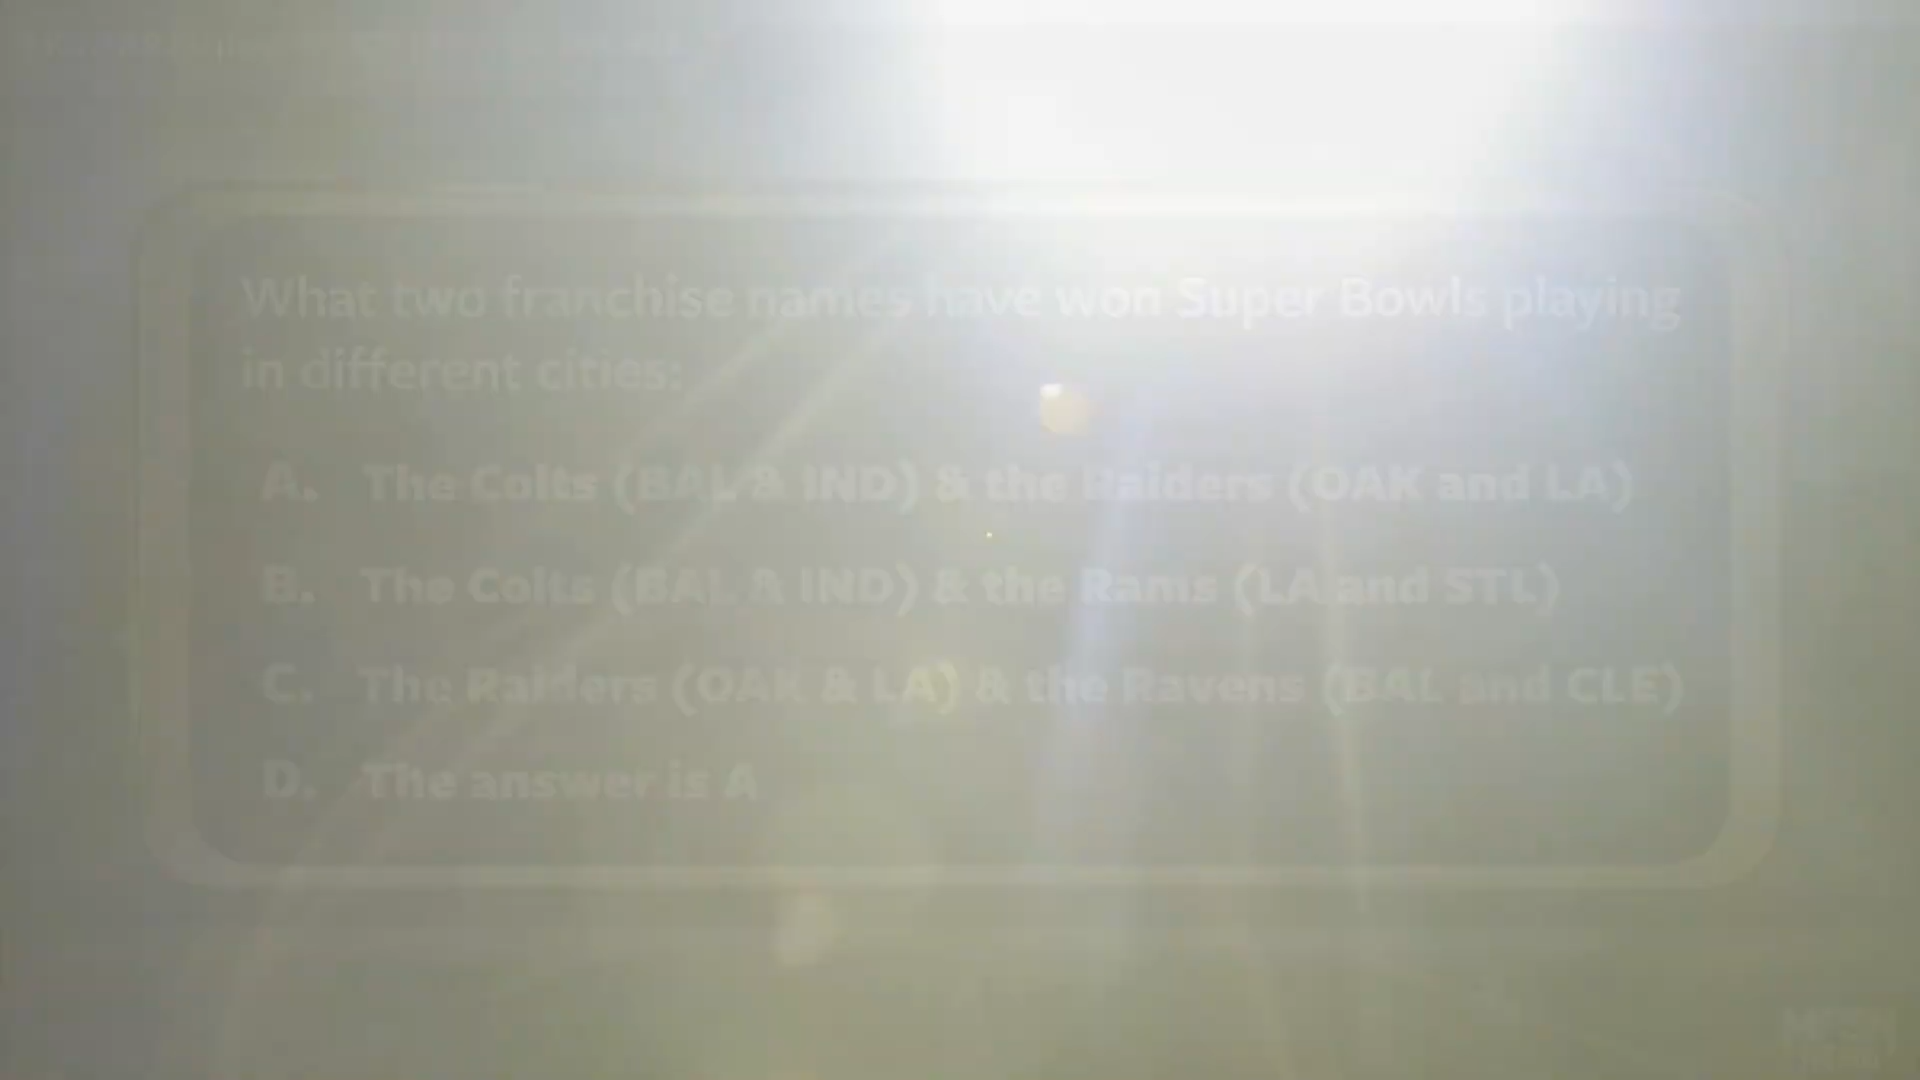 What two franchise names have won Super Bowls playing
in different cities:
A. The Colts (BAL & IND) & the Raiders (OAK and LA)
B. The Colts (BAL & IND) & the Rams (LA and STL)
C. The Raiders (OAK & LA) & the Ravens (BAL and CLE)
D. The answer is A